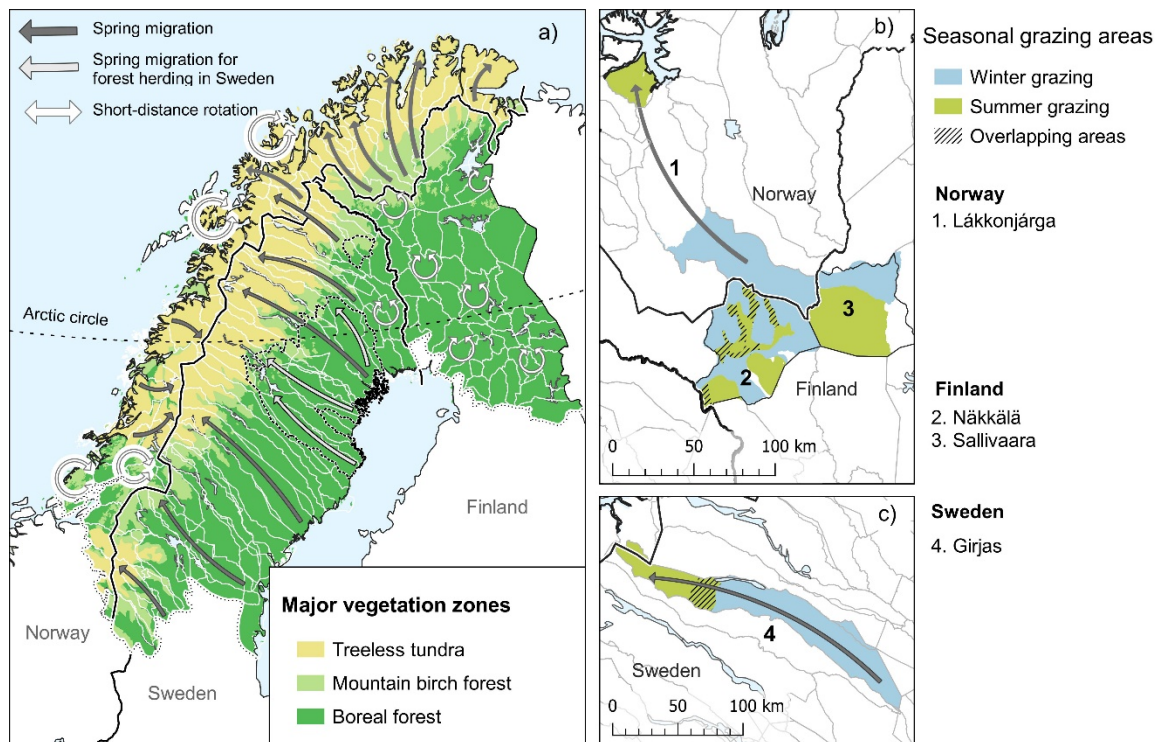 a)
Spring migration
Spring migration for
forest herding in Sweden
Short-distance rotation
Arctic circle
Finland
Norway
Sweden
Major vegetation zones
Treeless tundra
Mountain birch forest
Boreal forest
b)
1
Norway
3
2
Finland
0 50 100 km
c)
4
Sweden
0 50 100 km
Seasonal grazing areas
Winter grazing
Summer grazing
Overlapping areas
Norway
1. Lákkonjárga
Finland
2. Näkkälä
3. Sallivaara
Sweden
4. Girjas